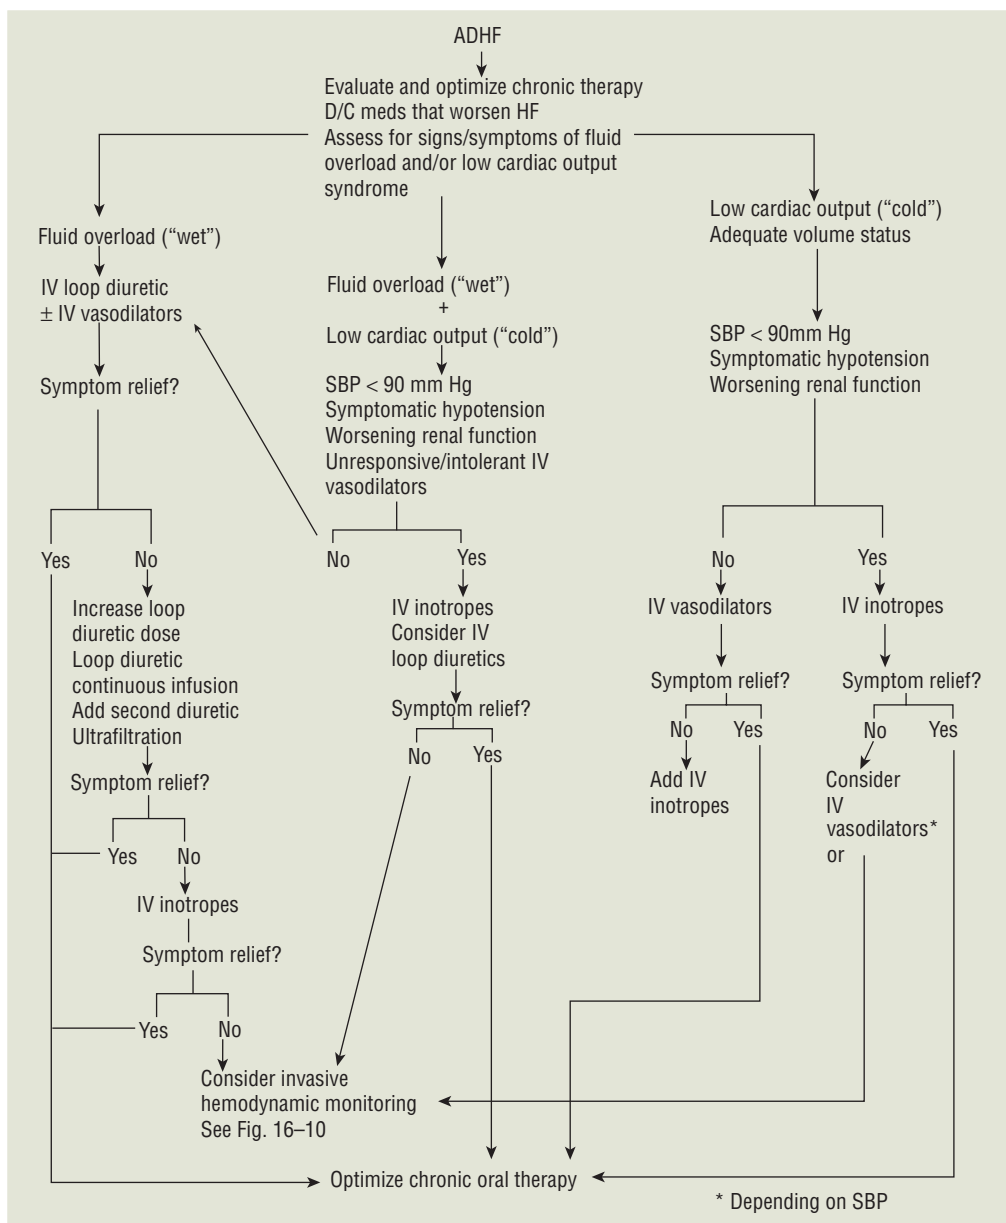 ADHF
Evaluate and optimize chronic therapy
D/C meds that worsen HF
Assess for signs/symptoms of fluid
overload and/or low cardiac output
syndrome
Fluid overload (“wet”)
IV loop diuretic
± IV vasodilators
Symptom relief?
Yes
No
Increase loop
diuretic dose
Loop diuretic
continuous infusion
Add second diuretic
Ultrafiltration
Symptom relief?
Yes
No
IV inotropes
Symptom relief?
Yes
No
Consider invasive
hemodynamic monitoring
See Fig. 16–10
Fluid overload (“wet”)
+
Low cardiac output (“cold”)
SBP < 90 mm Hg
Symptomatic hypotension
Worsening renal function
Unresponsive/intolerant IV
vasodilators
No
Yes
IV inotropes
Consider IV
loop diuretics
Symptom relief?
No
Yes
Low cardiac output (“cold”)
Adequate volume status
SBP < 90mm Hg
Symptomatic hypotension
Worsening renal function
No
Yes
IV vasodilators
Symptom relief?
No
Yes
Add IV
inotropes
IV inotropes
Symptom relief?
No
Yes
Consider
IV
vasodilators*
or
Optimize chronic oral therapy
* Depending on SBP